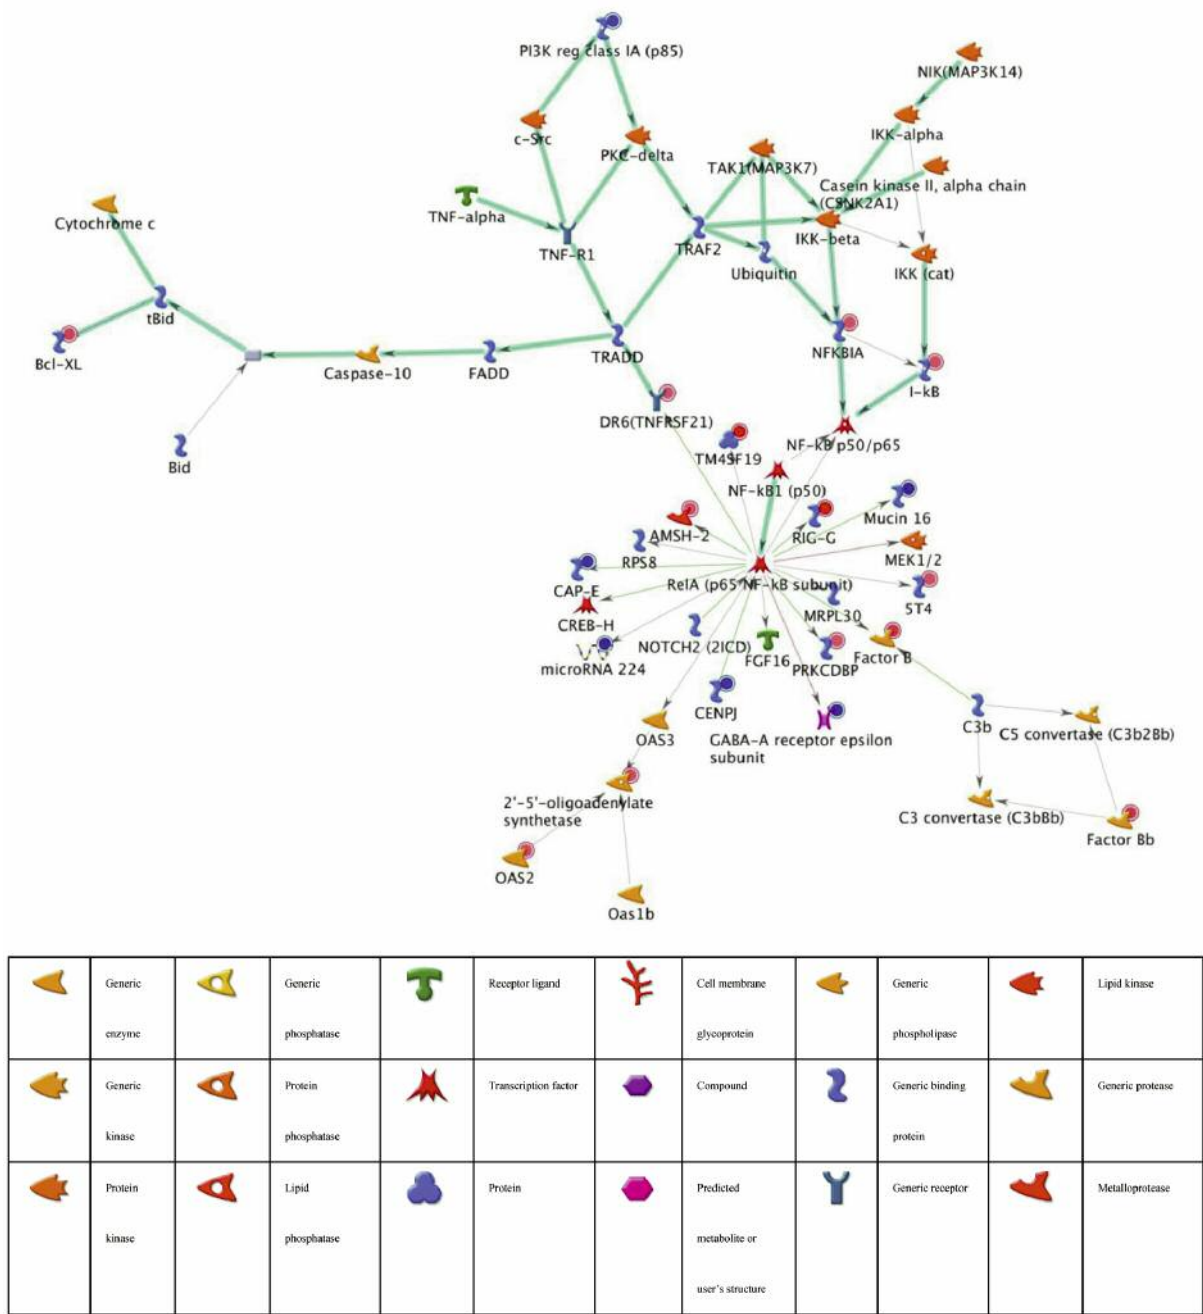 PI3K reg class IA (p85)
NIK(MAP3K14)
c-Src
PKC-delta
TAK1(MAP3K7)
IKK-alpha
Casein kinase II, alpha chain
(CSNK2A1)
Cytochrome c
TNF-alpha
TNF-R1
TRAF2
IKK-beta
Ubiquitin
IKK (cat)
tBid
Bcl-XL
Caspase-10
FADD
TRADD
NFKBIA
I-kB
DR6(TNFRSF21)
NF-kB p50/p65
Bid
TM4SF19
NF-kB1 (p50)
Mucin 16
AMSH-2
RIG-G
RPS8
MEK1/2
CAP-E
RelA (p65 NF-kB subunit)
5T4
CREB-H
MRPL30
microRNA 224
NOTCH2 (2ICD)
FGF16
PRKCDBP
Factor B
CENPJ
OAS3
GABA-A receptor epsilon
subunit
C3b
C5 convertase (C3b2Bb)
2'-5'-oligoadenylate
synthetase
C3 convertase (C3bBb)
Factor Bb
OAS2
Oas1b
Generic
enzyme
Generic
phosphatase
Receptor ligand
Cell membrane
glycoprotein
Generic
phospholipase
Lipid kinase
Generic
kinase
Protein
phosphatase
Transcription factor
Compound
Generic binding
protein
Generic protease
Protein
kinase
Lipid
phosphatase
Protein
Predicted
metabolite or
user's structure
Generic receptor
Metalloprotease